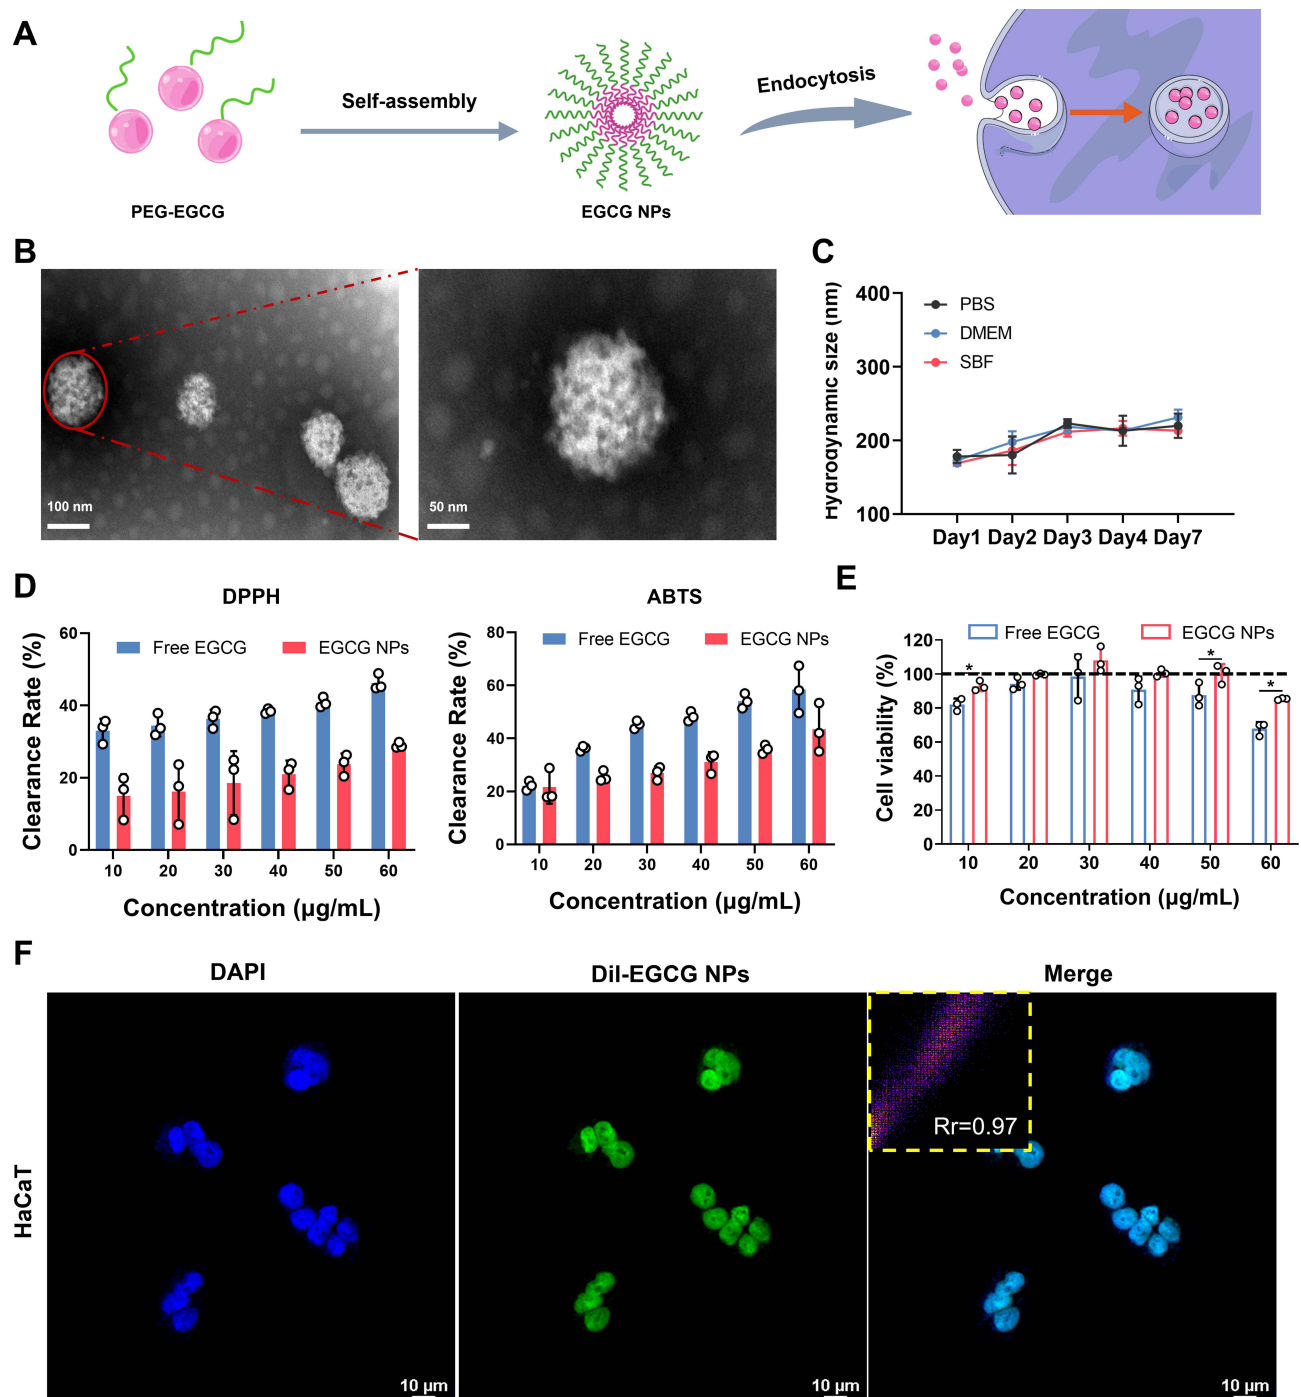 A
Self-assembly
Endocytosis
PEG-EGCG
EGCG NPs
B
100 nm
50 nm
C
Hydrodynamic size (nm)
400
300
200
100
PBS
DMEM
SBF
Day1 Day2 Day3 Day4 Day7
D
DPPH
Clearance Rate (%)
60
40
20
0
Free EGCG
EGCG NPs
10 20 30 40 50 60
Concentration (µg/mL)
ABTS
Clearance Rate (%)
80
60
40
20
0
Free EGCG
EGCG NPs
10 20 30 40 50 60
Concentration (µg/mL)
E
Cell viability (%)
120
100
80
60
40
20
0
Free EGCG
EGCG NPs
*
*
*
10 20 30 40 50 60
Concentration (µg/mL)
F
DAPI
Dil-EGCG NPs
Merge
HaCaT
Rr=0.97
10 µm
10 µm
10 µm